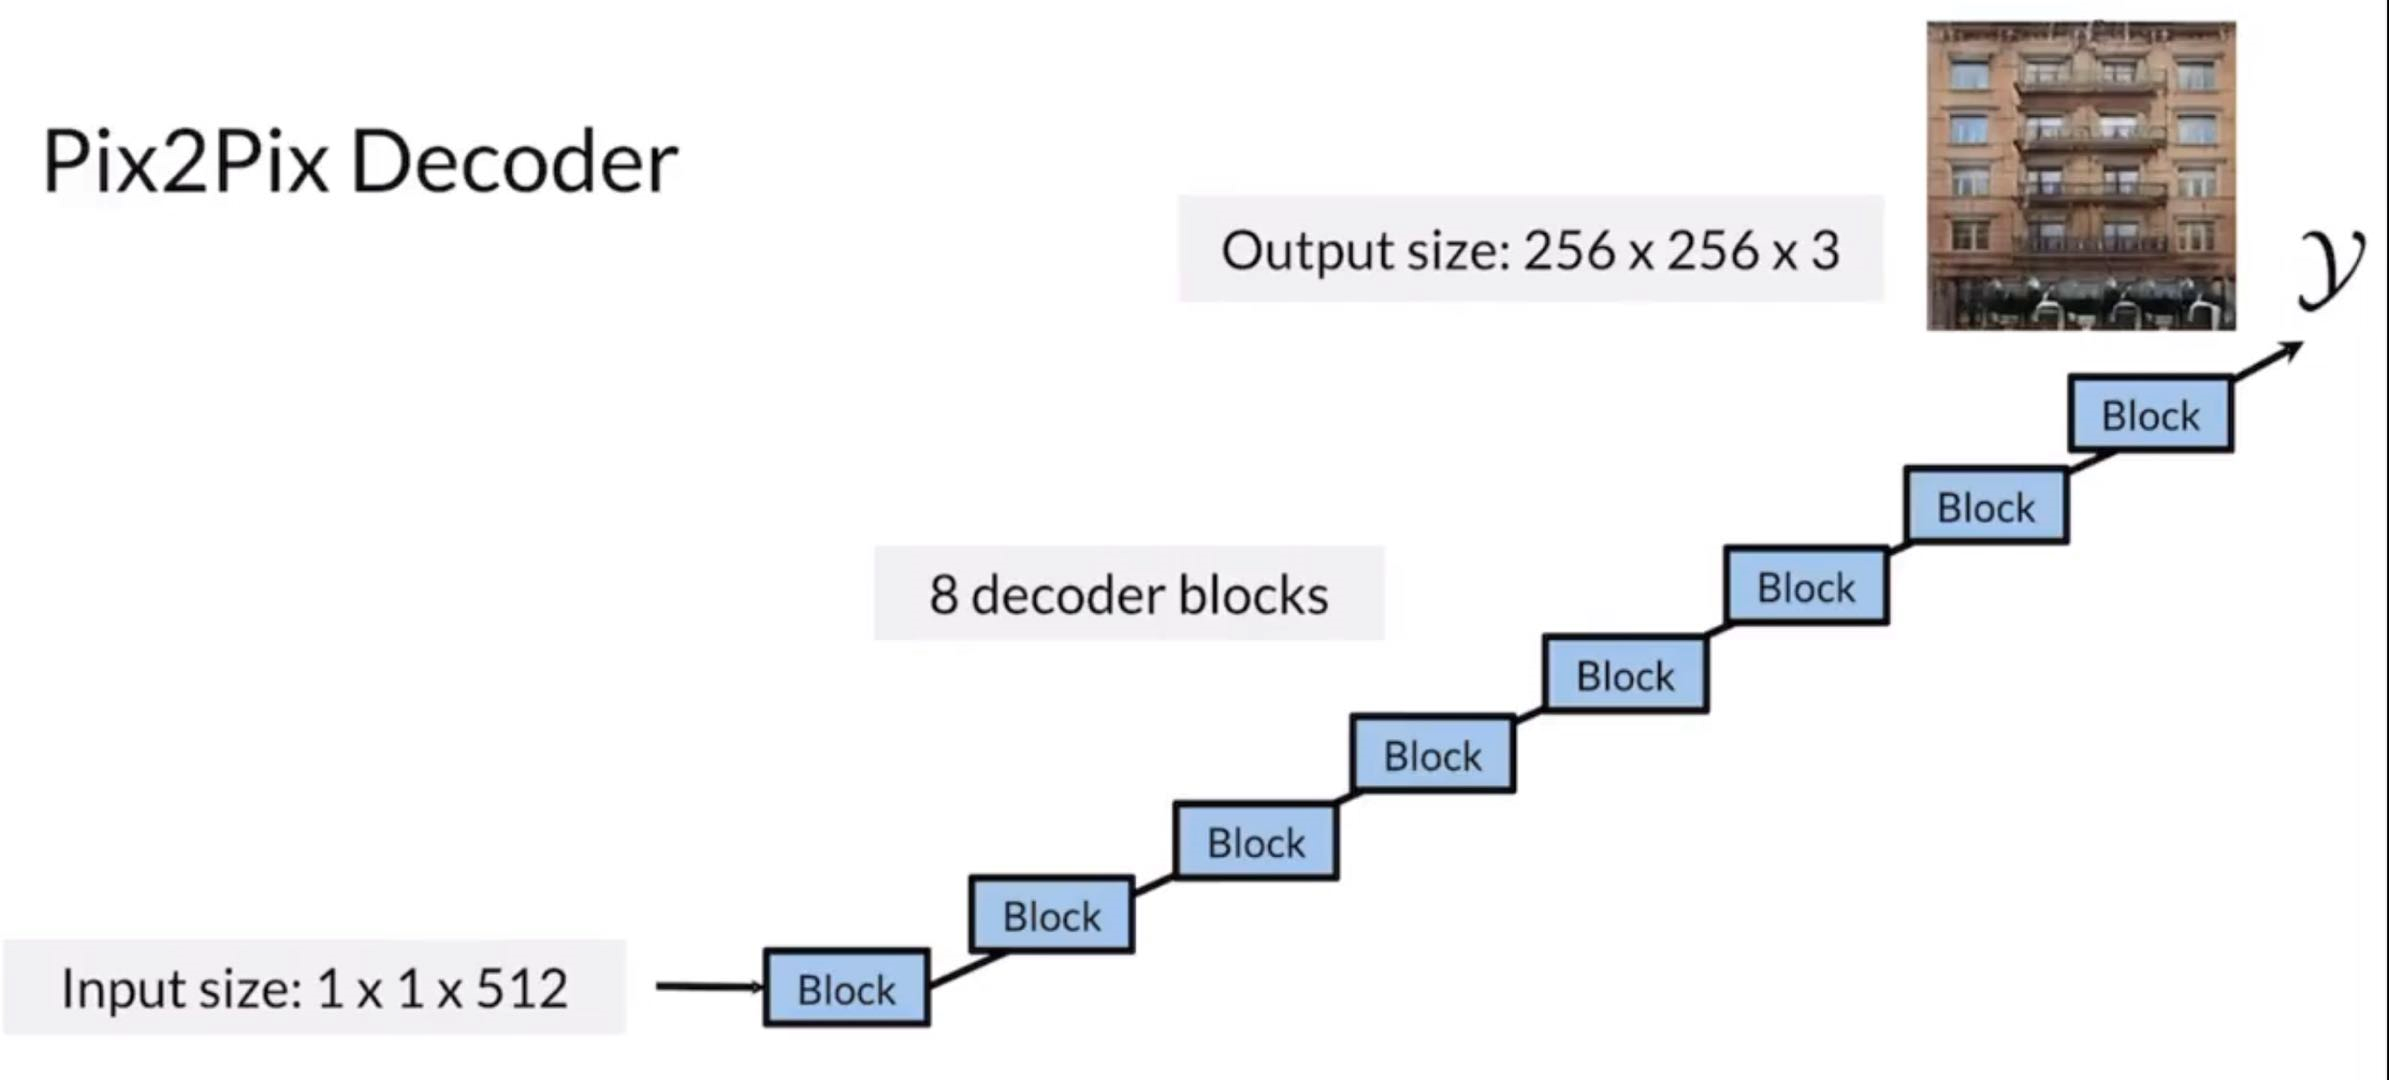 Pix2Pix Decoder
Output size: 256 x 256 x 3
y
Block
Block
8 decoder blocks
Block
Block
Block
Block
Block
Input size: 1 x 1 x 512
Block